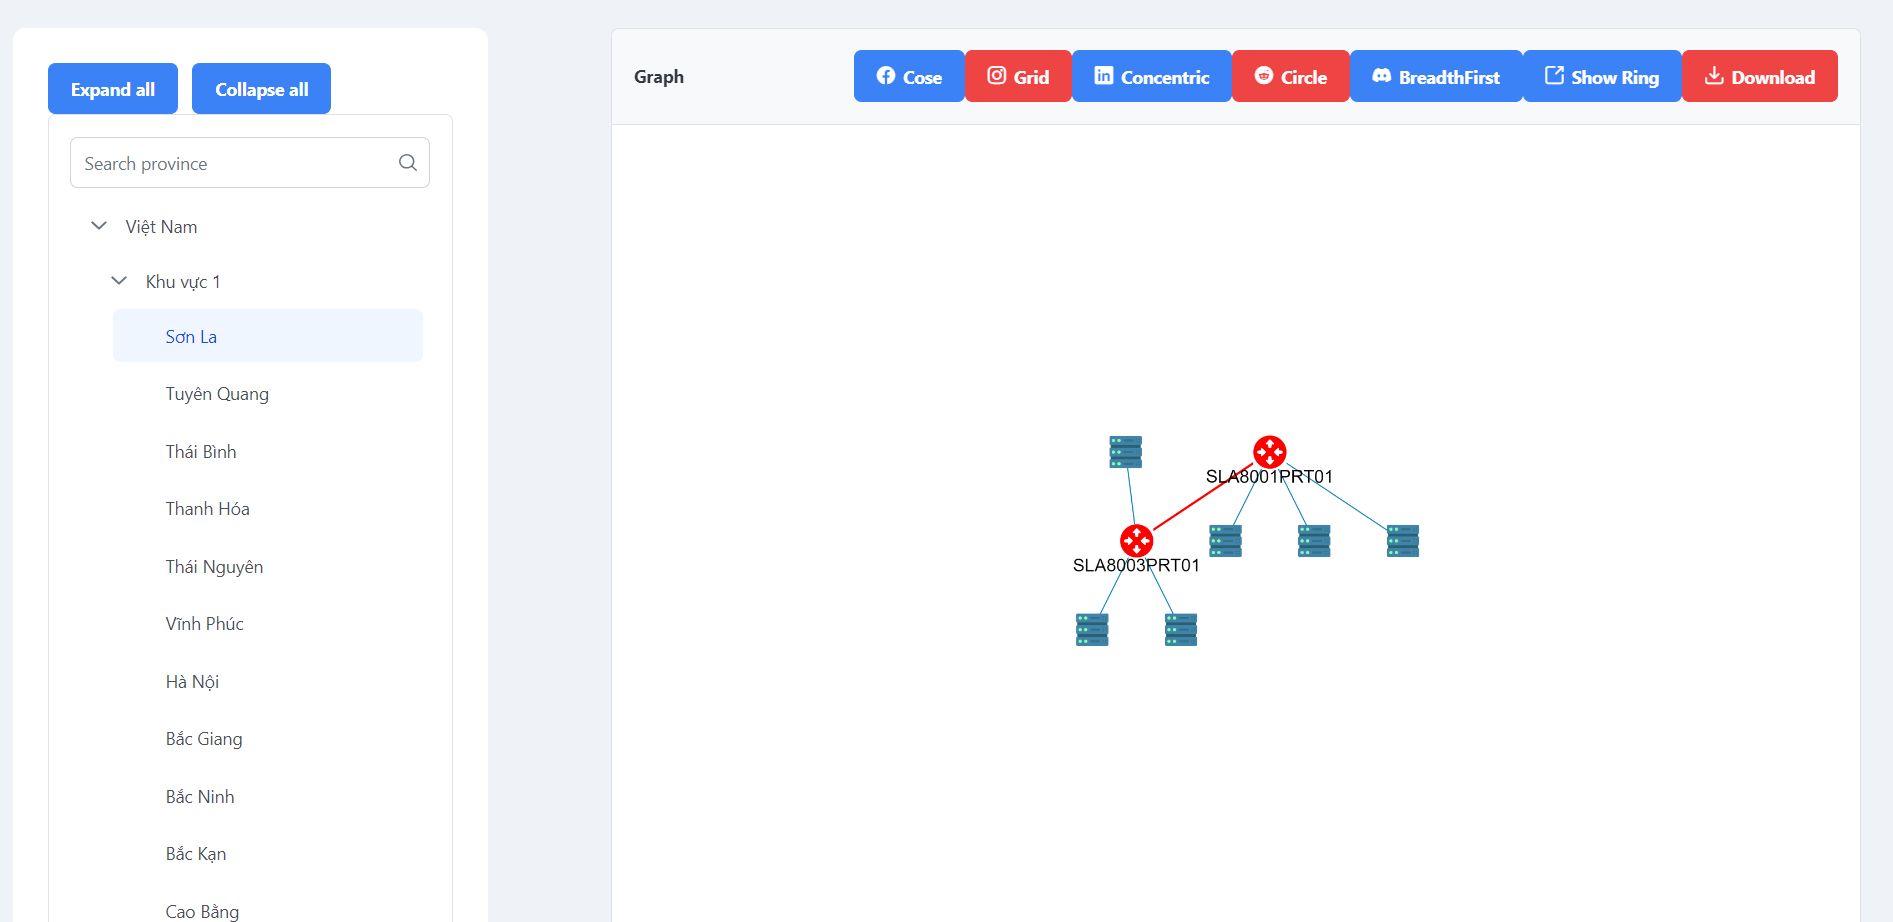 Expand all
Collapse all
Search province
Việt Nam
Khu vực 1
Sơn La
Tuyên Quang
Thái Bình
Thanh Hóa
Thái Nguyên
Vĩnh Phúc
Hà Nội
Bắc Giang
Bắc Ninh
Bắc Kạn
Cao Bằng
Graph
Cose
Grid
Concentric
Circle
BreadthFirst
Show Ring
Download
SLA8001PRT01
SLA8003PRT01